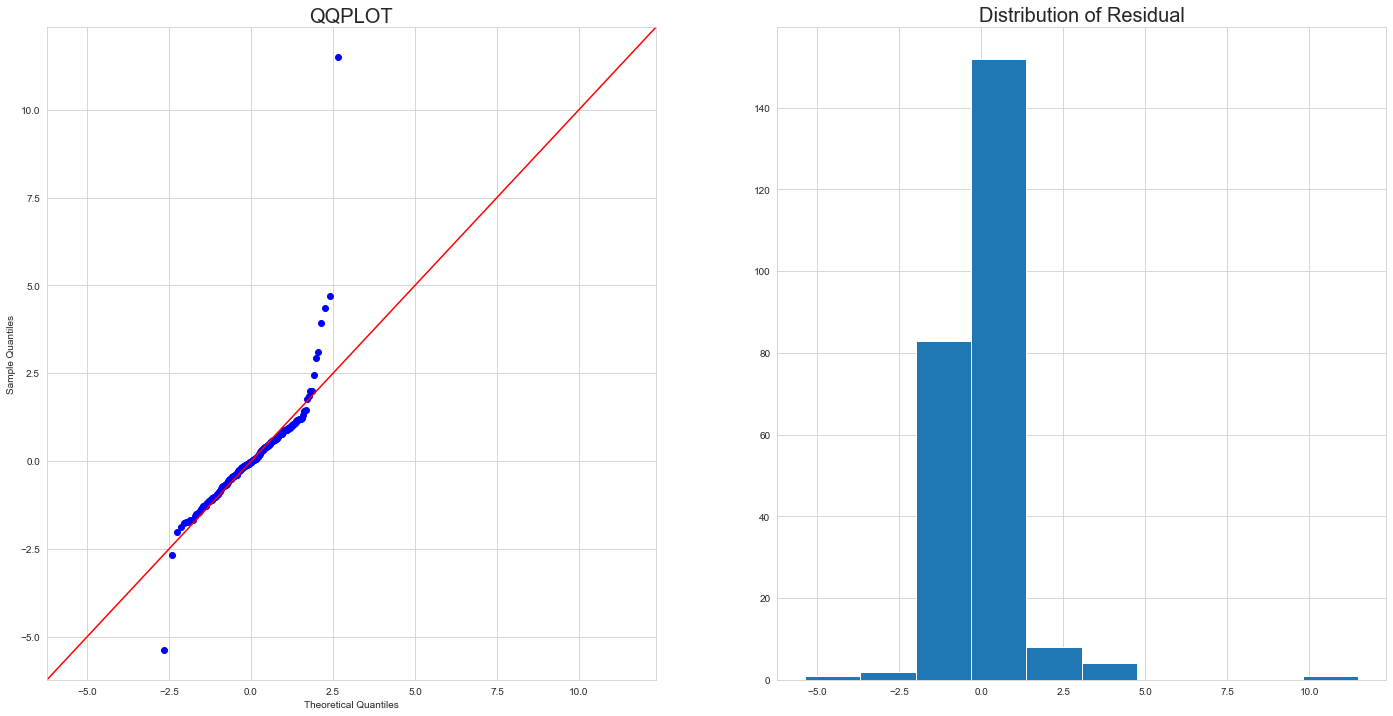 QQPLOT
Distribution of Residual
10.0
7.5
5.0
2.5
0.0
−2.5
−5.0
Sample Quantiles
−5.0 −2.5 0.0 2.5 5.0 7.5 10.0
Theoretical Quantiles
140
120
100
80
60
40
20
0
−5.0 −2.5 0.0 2.5 5.0 7.5 10.0